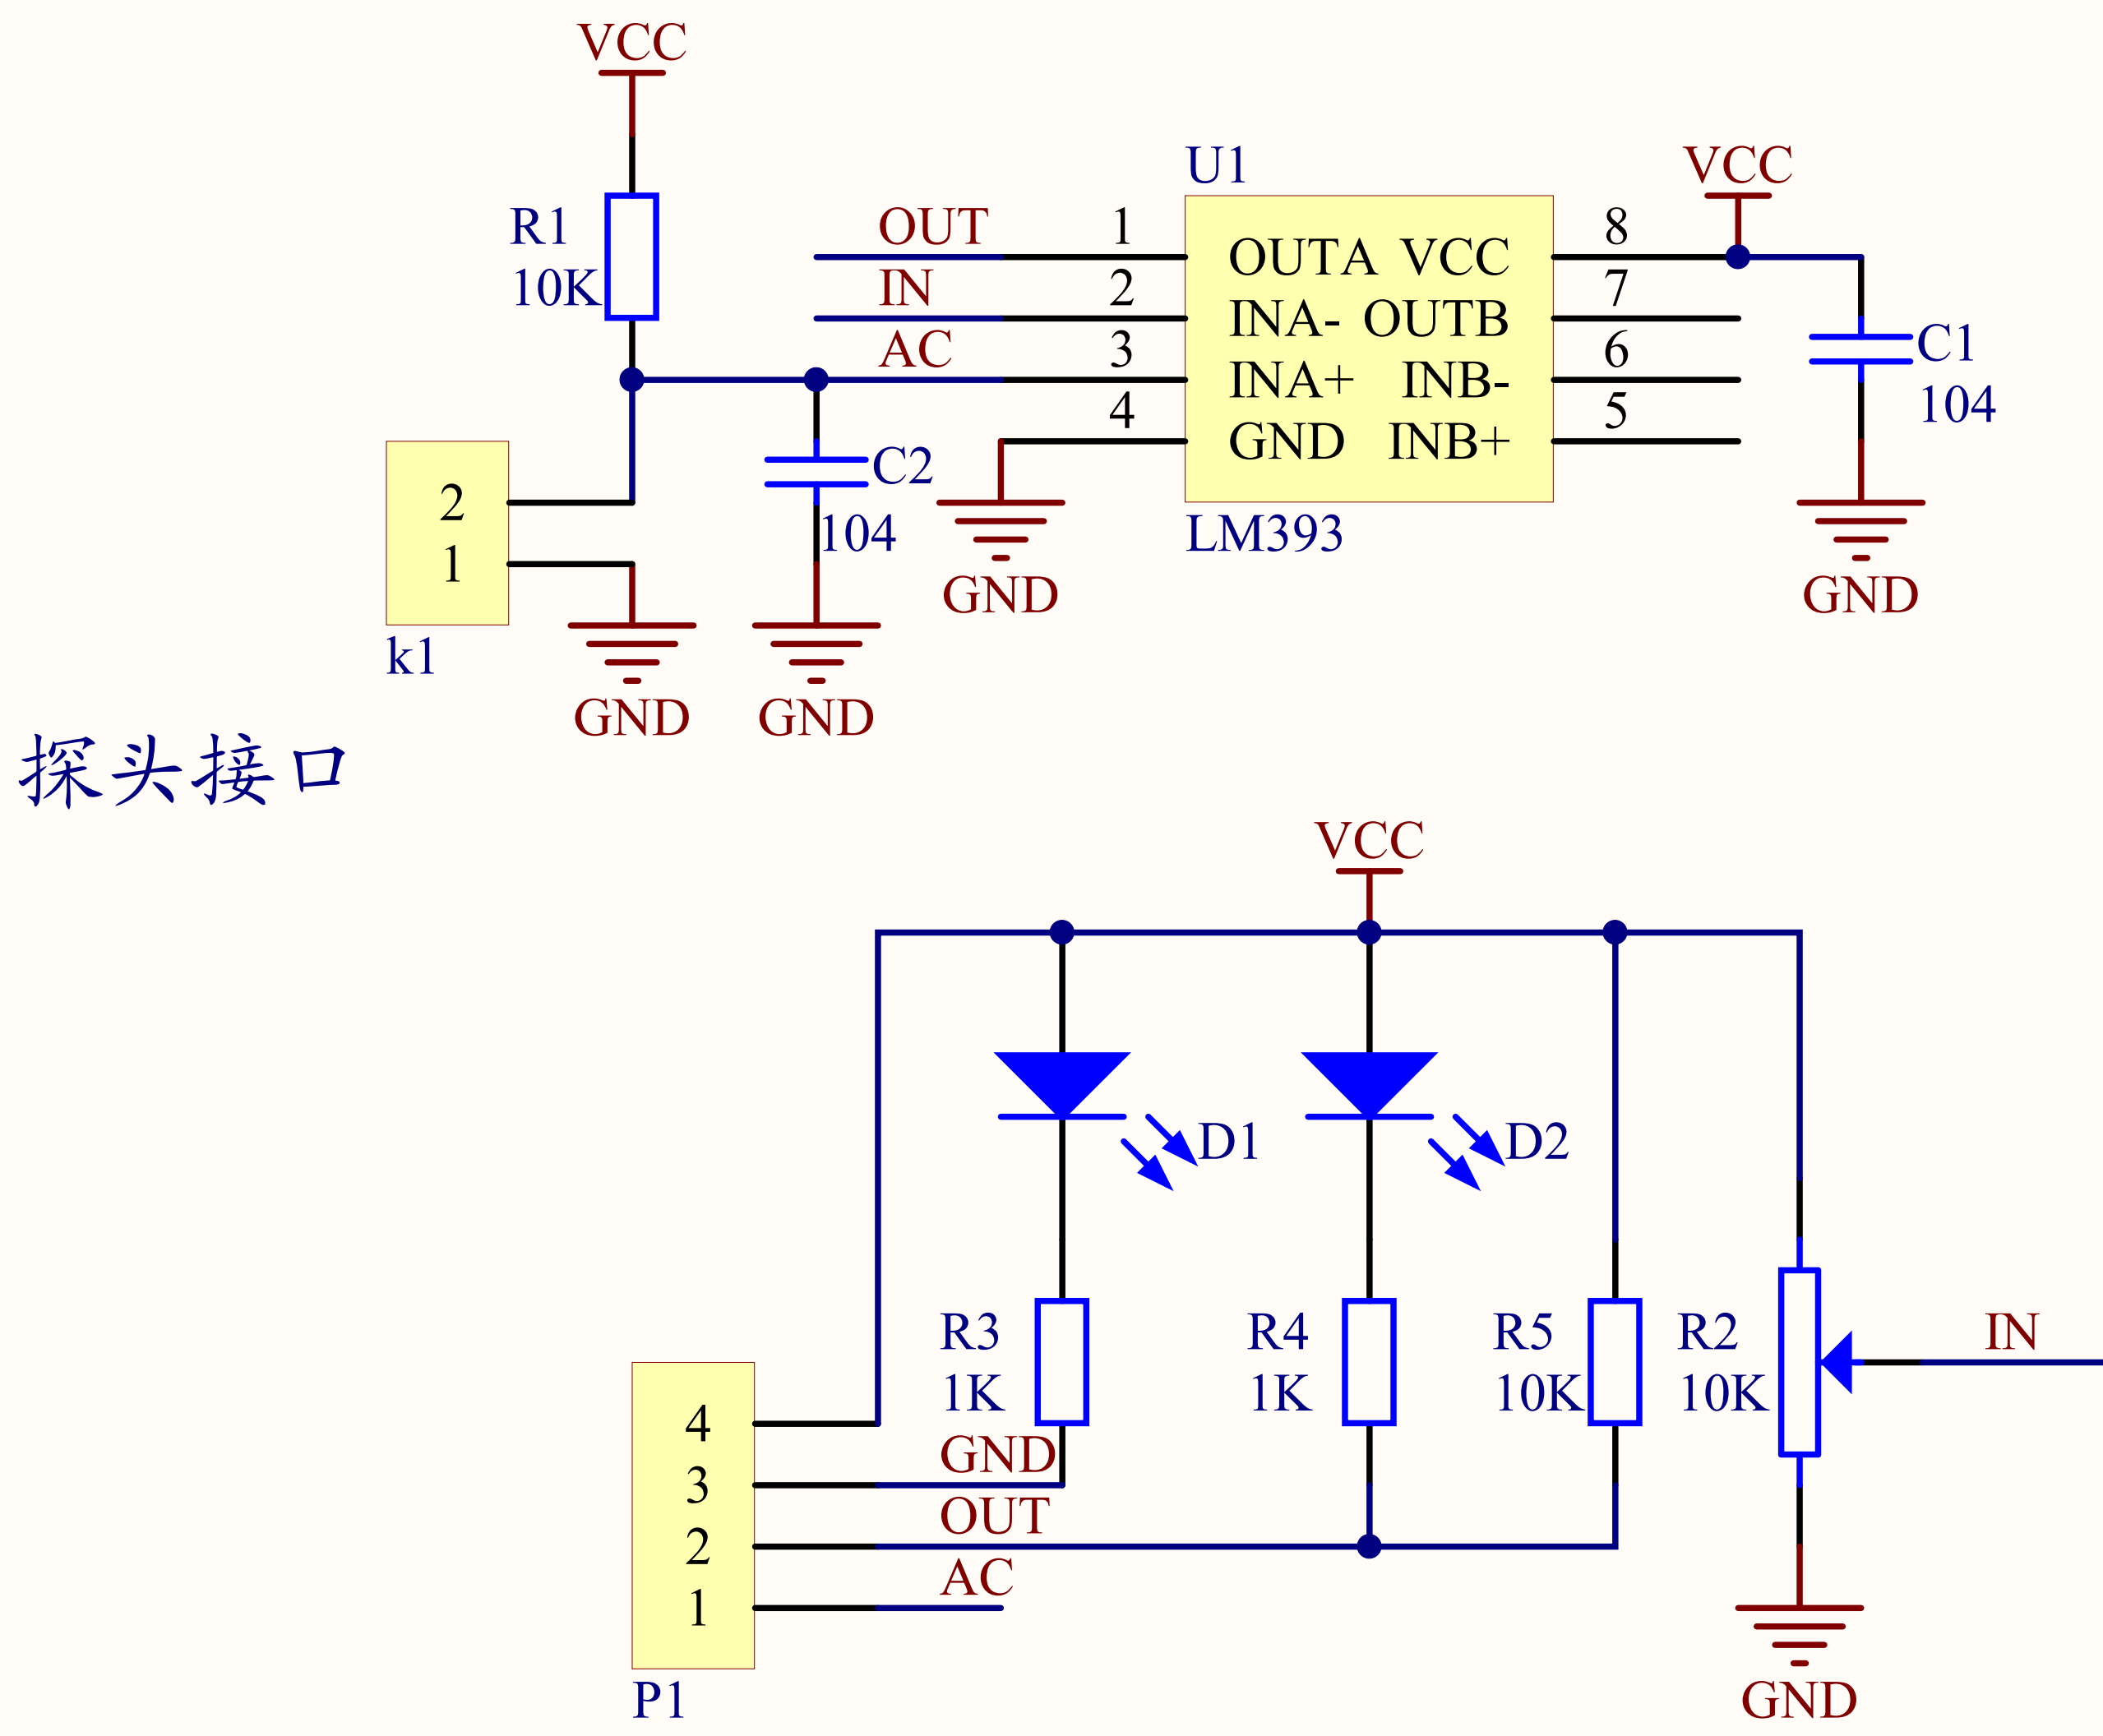 VCC
R1
10K
OUT
IN
AC
U1
1
2
3
4
OUTA VCC
INA- OUTB
INA+ INB-
GND INB+
8
7
6
5
LM393
VCC
C1
104
GND
GND
C2
104
GND
2
1
k1
GND
探头接口
VCC
D1
D2
R3
1K
R4
1K
R5
10K
R2
10K
IN
4
3
2
1
GND
OUT
AC
P1
GND